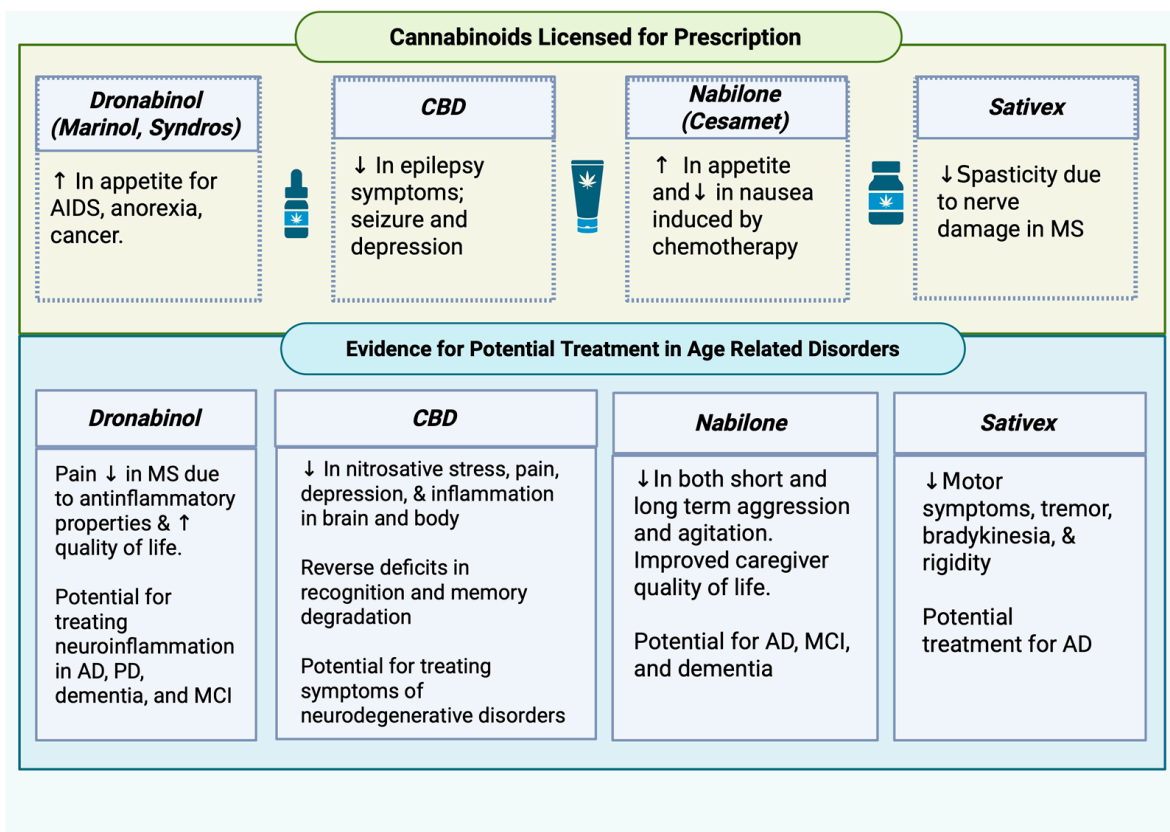 Cannabinoids Licensed for Prescription
Dronabinol
(Marinol, Syndros)
↑ In appetite for
AIDS, anorexia,
cancer.
CBD
↓ In epilepsy
symptoms;
seizure and
depression
Nabilone
(Cesamet)
↑ In appetite
and↓ in nausea
induced by
chemotherapy
Sativex
↓Spasticity due
to nerve
damage in MS
Evidence for Potential Treatment in Age Related Disorders
Dronabinol
Pain ↓ in MS due
to antinflammatory
properties & ↑
quality of life.
Potential for
treating
neuroinflammation
in AD, PD,
dementia, and MCI
CBD
↓ In nitrosative stress, pain,
depression, & inflammation
in brain and body
Reverse deficits in
recognition and memory
degradation
Potential for treating
symptoms of
neurodegenerative disorders
Nabilone
↓In both short and
long term aggression
and agitation.
Improved caregiver
quality of life.
Potential for AD, MCI,
and dementia
Sativex
↓Motor
symptoms, tremor,
bradykinesia, &
rigidity
Potential
treatment for AD